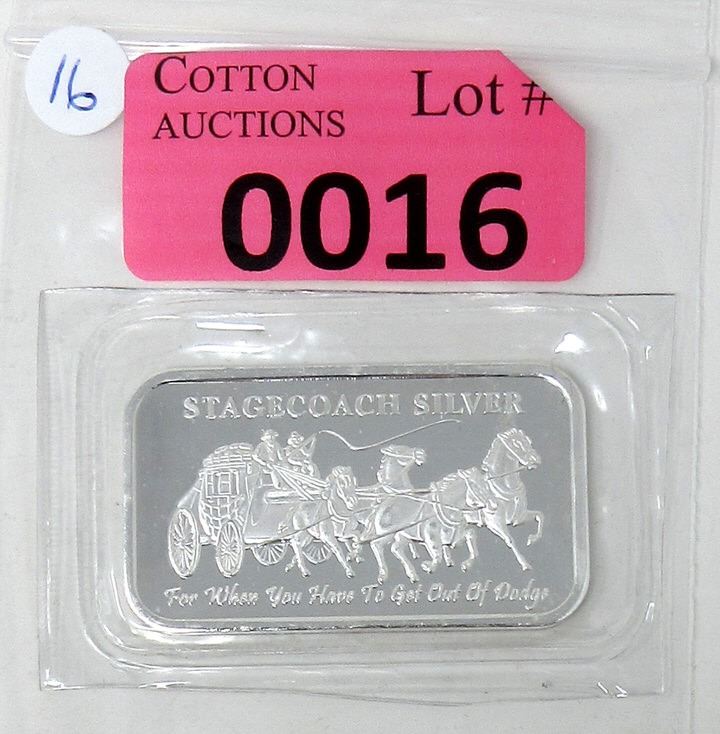 16
COTTON
AUCTIONS
Lot #
0016
STAGECOACH SILVER
For When You Have To Get Out Of Dodge